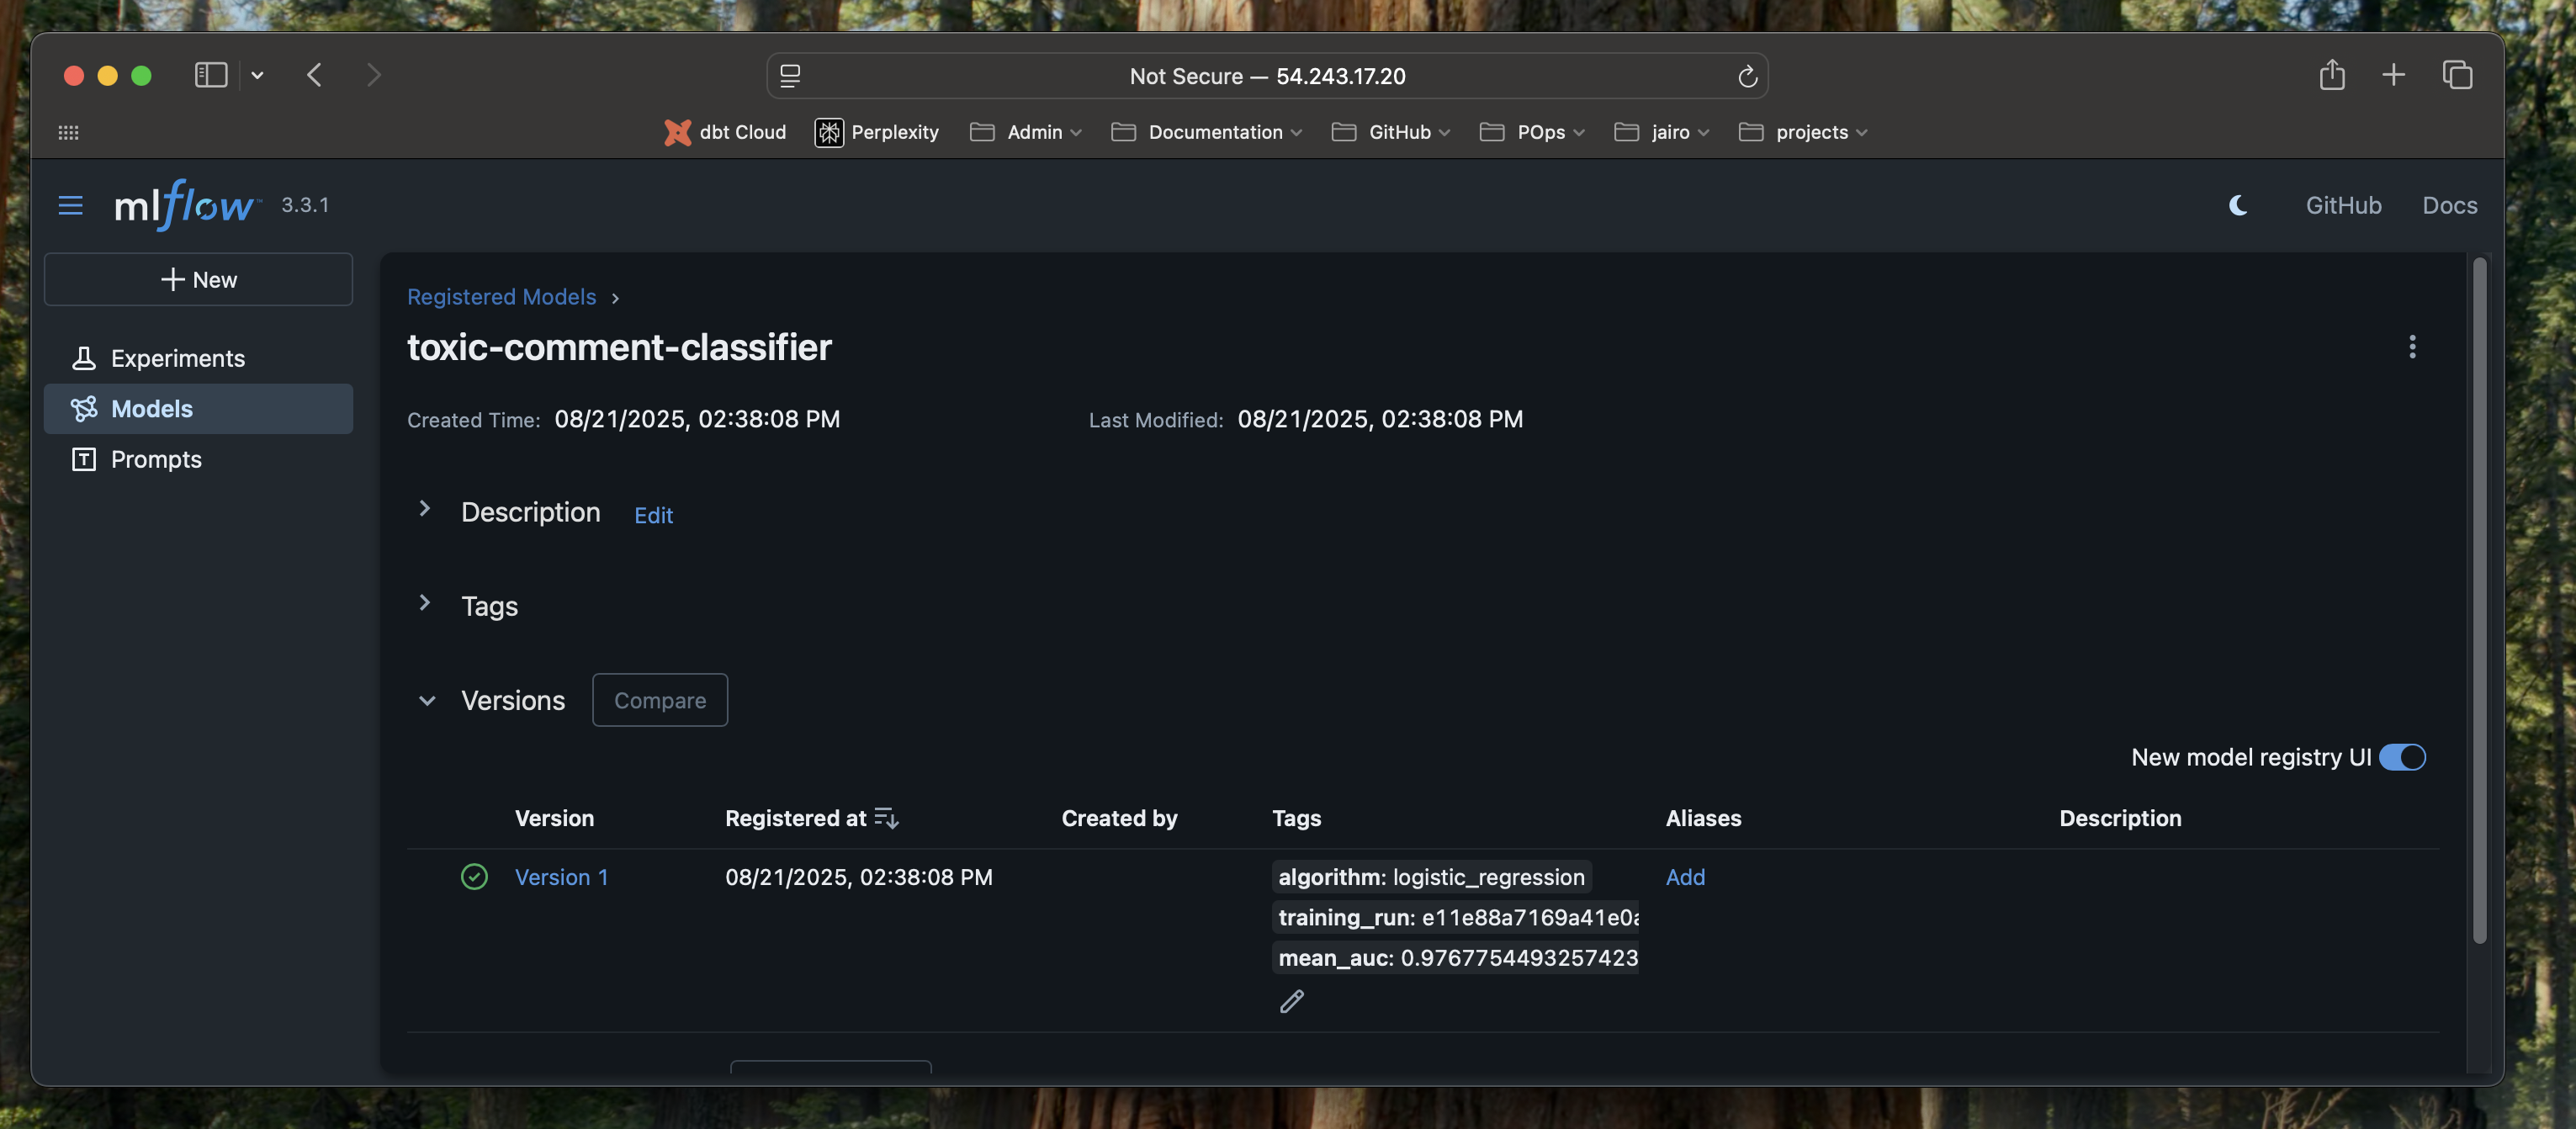 Not Secure — 54.243.17.20
dbt Cloud Perplexity Admin Documentation GitHub POps jairo projects
mlflow™ 3.3.1 GitHub Docs
New
Experiments
Models
Prompts
Registered Models
toxic-comment-classifier
Created Time: 08/21/2025, 02:38:08 PM Last Modified: 08/21/2025, 02:38:08 PM
Description Edit
Tags
Versions Compare
New model registry UI
Version Registered at Created by Tags Aliases Description
Version 1 08/21/2025, 02:38:08 PM algorithm: logistic_regression Add
training_run: e11e88a7169a41e0a
mean_auc: 0.9767754493257423